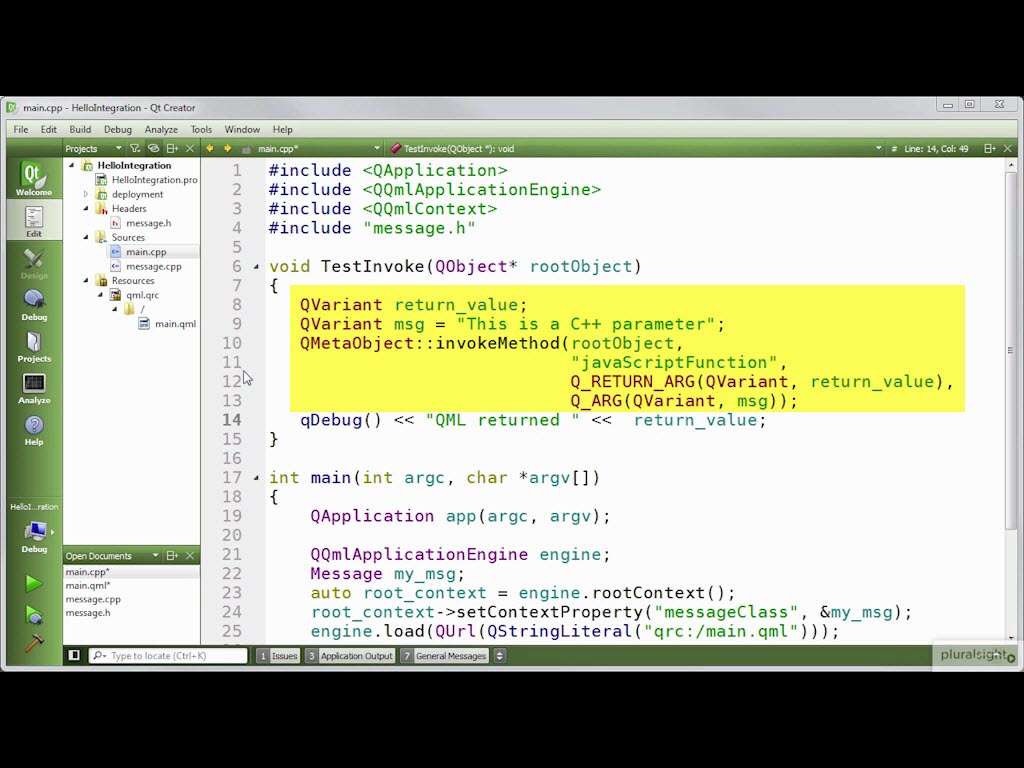 main.cpp - HelloIntegration - Qt Creator
File Edit Build Debug Analyze Tools Window Help
Projects main.cpp* TestInvoke(QObject *): void # Line: 14, Col: 49
Qt
Welcome
Edit
Design
Debug
Projects
Analyze
Help
HelloI...ration
Debug
HelloIntegration
HelloIntegration.pro
deployment
Headers
message.h
Sources
main.cpp
message.cpp
Resources
qml.qrc
/
main.qml
Open Documents
main.cpp*
main.qml*
message.cpp
message.h
1 #include <QApplication>
2 #include <QQmlApplicationEngine>
3 #include <QQmlContext>
4 #include "message.h"
5
6 void TestInvoke(QObject* rootObject)
7 {
8 QVariant return_value;
9 QVariant msg = "This is a C++ parameter";
10 QMetaObject::invokeMethod(rootObject,
11 "javaScriptFunction",
12 Q_RETURN_ARG(QVariant, return_value),
13 Q_ARG(QVariant, msg));
14 qDebug() << "QML returned " << return_value;
15 }
16
17 int main(int argc, char *argv[])
18 {
19 QApplication app(argc, argv);
20
21 QQmlApplicationEngine engine;
22 Message my_msg;
23 auto root_context = engine.rootContext();
24 root_context->setContextProperty("messageClass", &my_msg);
25 engine.load(QUrl(QStringLiteral("qrc:/main.qml")));
Type to locate (Ctrl+K) 1 Issues 3 Application Output 7 General Messages
pluralsight